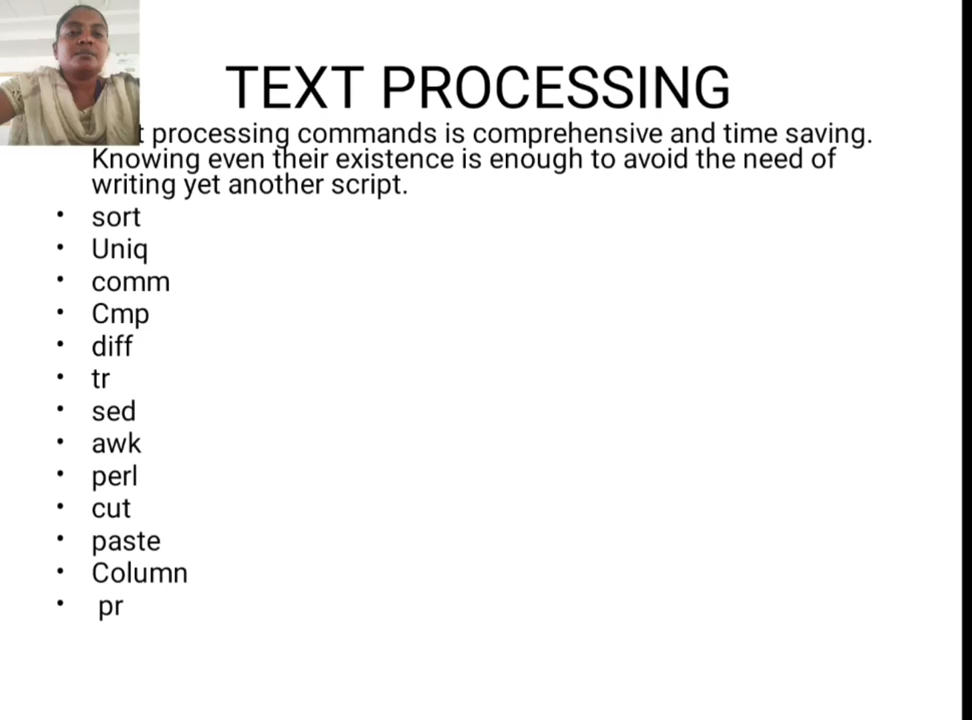 TEXT PROCESSING
processing commands is comprehensive and time saving.
Knowing even their existence is enough to avoid the need of
writing yet another script.
• sort
• Uniq
• comm
• Cmp
• diff
• tr
• sed
• awk
• perl
• cut
• paste
• Column
• pr